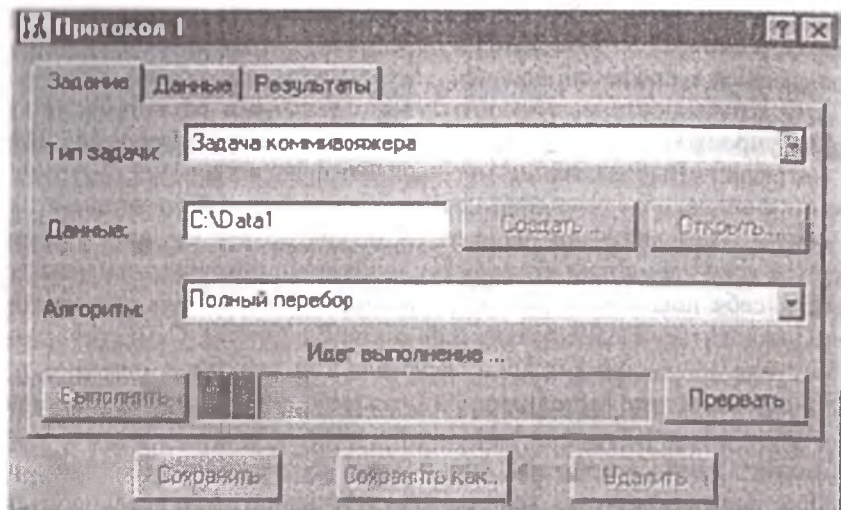 Протокол 1
Задание Данные Результаты
Тип задачи: Задача коммивояжера
Данные: C:\Data1 Создать ... Открыть...
Алгоритм: Полный перебор
Идет выполнение ...
Выполнить Прервать
Сохранить Сохранить как.. Удалить